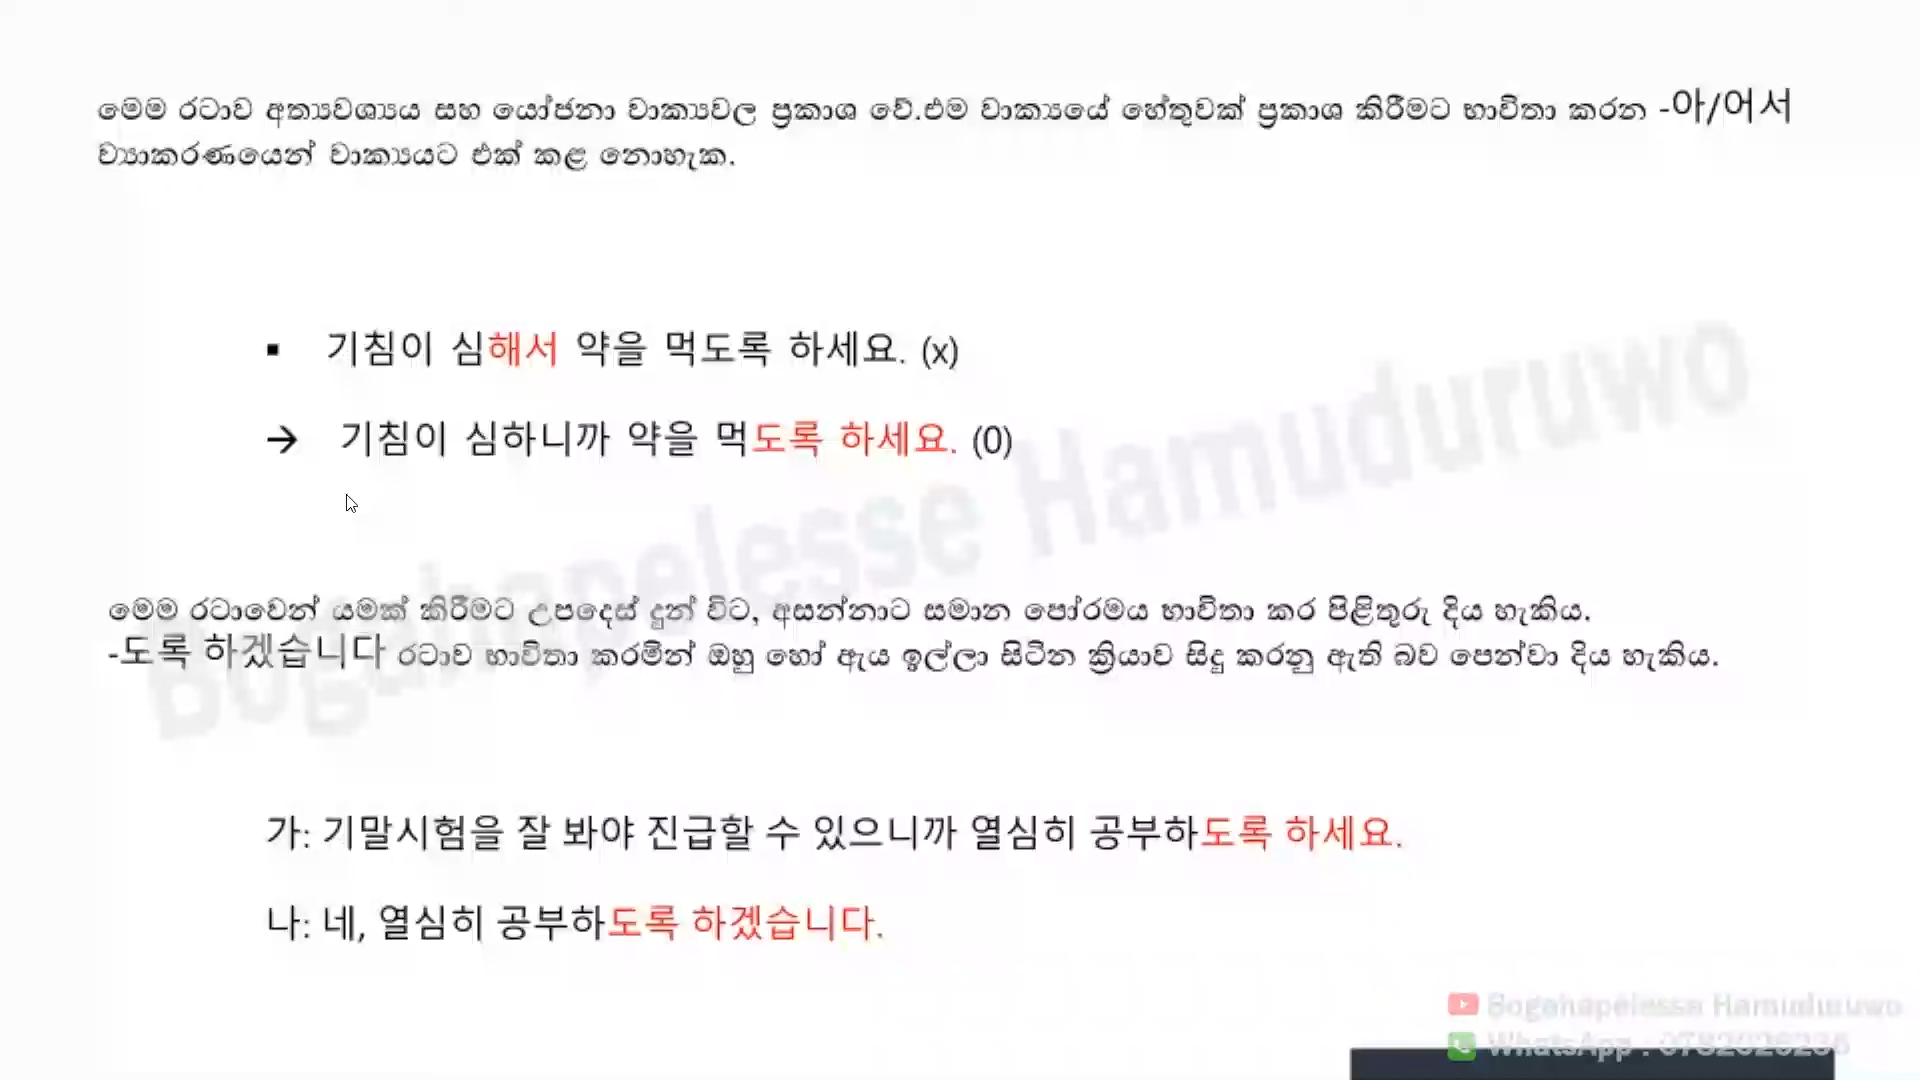 මෙම රටාව අත්‍යවශ්‍යය සහ යෝජනා වාක්‍යවල ප්‍රකාශ වේ.එම වාක්‍යයේ හේතුවක් ප්‍රකාශ කිරීමට භාවිතා කරන -아/어서
ව්‍යාකරණයෙන් වාක්‍යයට එක් කළ නොහැක.
▪ 기침이 심해서 약을 먹도록 하세요. (x)
→ 기침이 심하니까 약을 먹도록 하세요. (0)
මෙම රටාවෙන් යමක් කිරීමට උපදෙස් දුන් විට, අසන්නාට සමාන පෝරමය භාවිතා කර පිළිතුරු දිය හැකිය.
-도록 하겠습니다 රටාව භාවිතා කරමින් ඔහු හෝ ඇය ඉල්ලා සිටින ක්‍රියාව සිදු කරනු ඇති බව පෙන්වා දිය හැකිය.
가: 기말시험을 잘 봐야 진급할 수 있으니까 열심히 공부하도록 하세요.
나: 네, 열심히 공부하도록 하겠습니다.
Bogahapelesse Hamuduruwo
Bogahapelesse Hamuduruwo
WhatsApp :